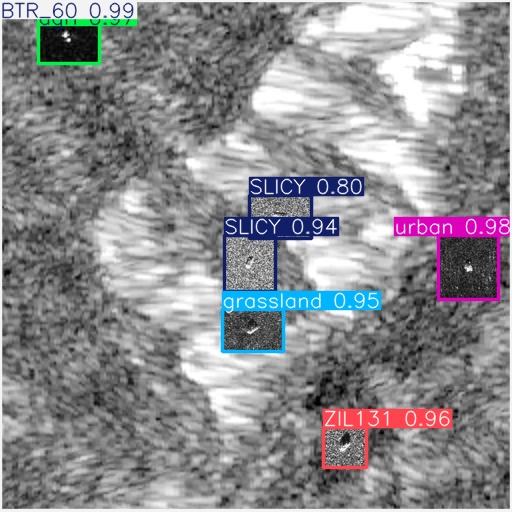 BTR_60 0.99
SLICY 0.80
SLICY 0.94
urban 0.98
grassland 0.95
ZIL131 0.96